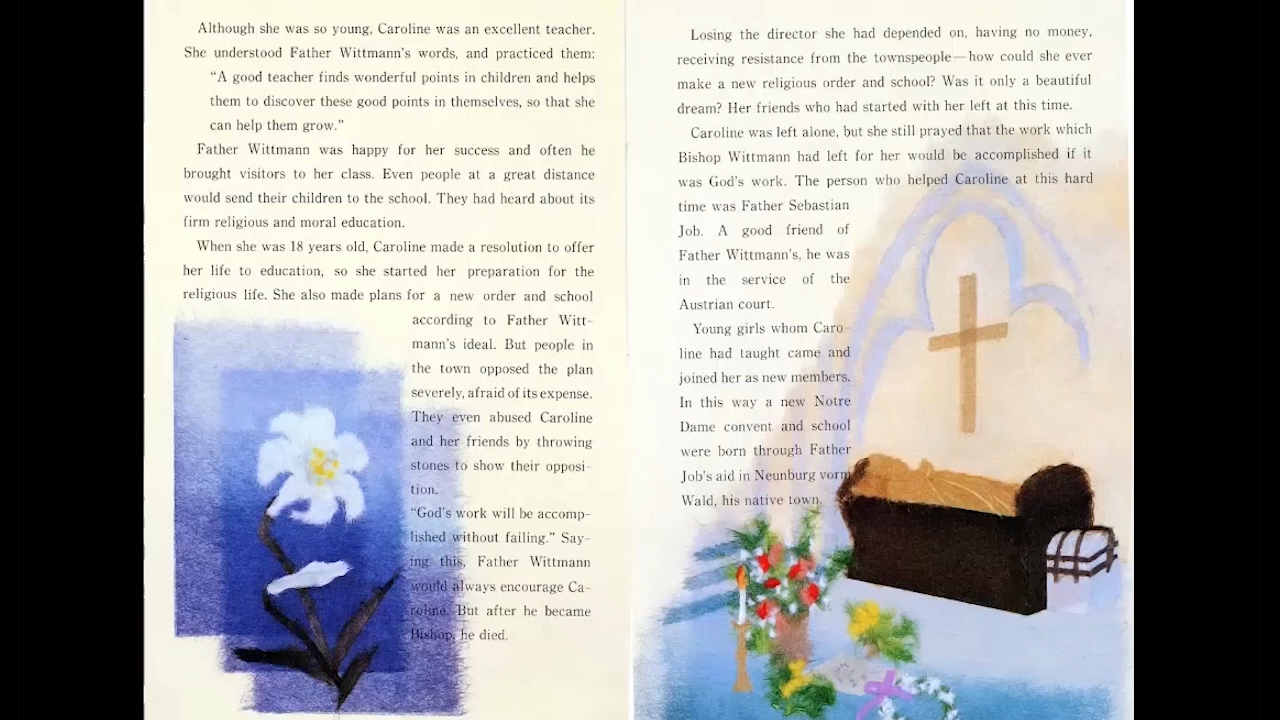 Although she was so young, Caroline was an excellent teacher.
She understood Father Wittmann's words, and practiced them:
"A good teacher finds wonderful points in children and helps
them to discover these good points in themselves, so that she
can help them grow."
Father Wittmann was happy for her success and often he
brought visitors to her class. Even people at a great distance
would send their children to the school. They had heard about its
firm religious and moral education.
When she was 18 years old, Caroline made a resolution to offer
her life to education, so she started her preparation for the
religious life. She also made plans for a new order and school
according to Father Witt-
mann's ideal. But people in
the town opposed the plan
severely, afraid of its expense.
They even abused Caroline
and her friends by throwing
stones to show their opposi-
tion.
"God's work will be accomp-
lished without failing." Say-
ing this, Father Wittmann
would always encourage Ca-
roline. But after he became
Bishop, he died.
Losing the director she had depended on, having no money,
receiving resistance from the townspeople—how could she ever
make a new religious order and school? Was it only a beautiful
dream? Her friends who had started with her left at this time.
Caroline was left alone, but she still prayed that the work which
Bishop Wittmann had left for her would be accomplished if it
was God's work. The person who helped Caroline at this hard
time was Father Sebastian
Job. A good friend of
Father Wittmann's, he was
in the service of the
Austrian court.
Young girls whom Caro-
line had taught came and
joined her as new members.
In this way a new Notre
Dame convent and school
were born through Father
Job's aid in Neunburg vorm
Wald, his native town.